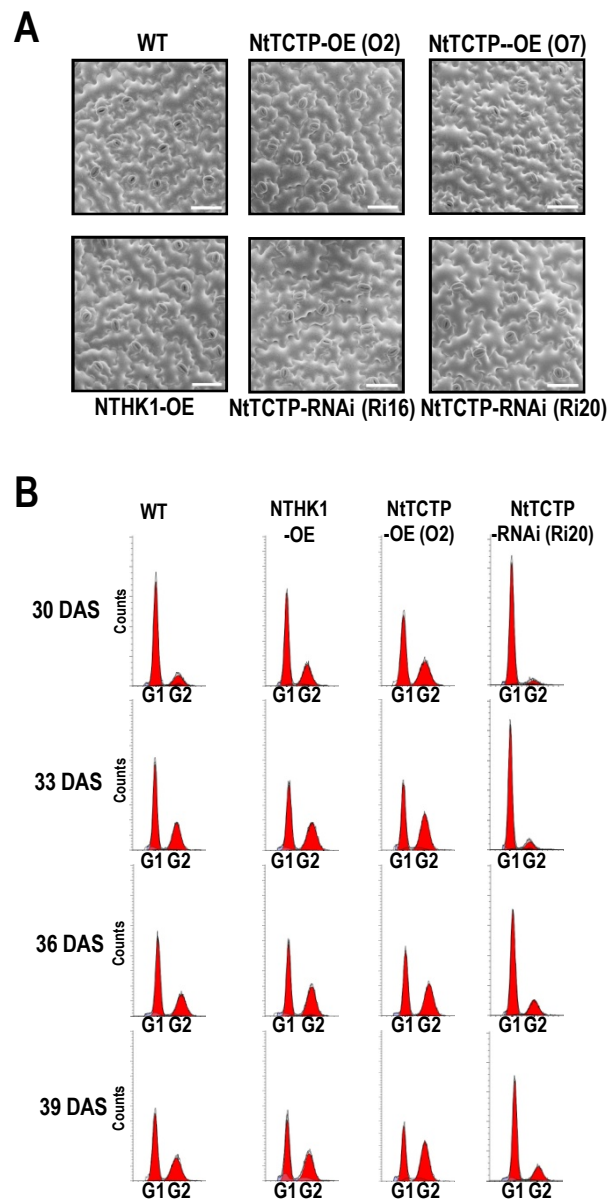 A
WT
NtTCTP-OE (O2)
NtTCTP--OE (O7)
NTHK1-OE
NtTCTP-RNAi (Ri16)
NtTCTP-RNAi (Ri20)
B
WT
NTHK1
-OE
NtTCTP
-OE (O2)
NtTCTP
-RNAi (Ri20)
30 DAS
Counts
G1 G2
G1 G2
G1 G2
G1 G2
33 DAS
Counts
G1 G2
G1 G2
G1 G2
G1 G2
36 DAS
Counts
G1 G2
G1 G2
G1 G2
G1 G2
39 DAS
Counts
G1 G2
G1 G2
G1 G2
G1 G2